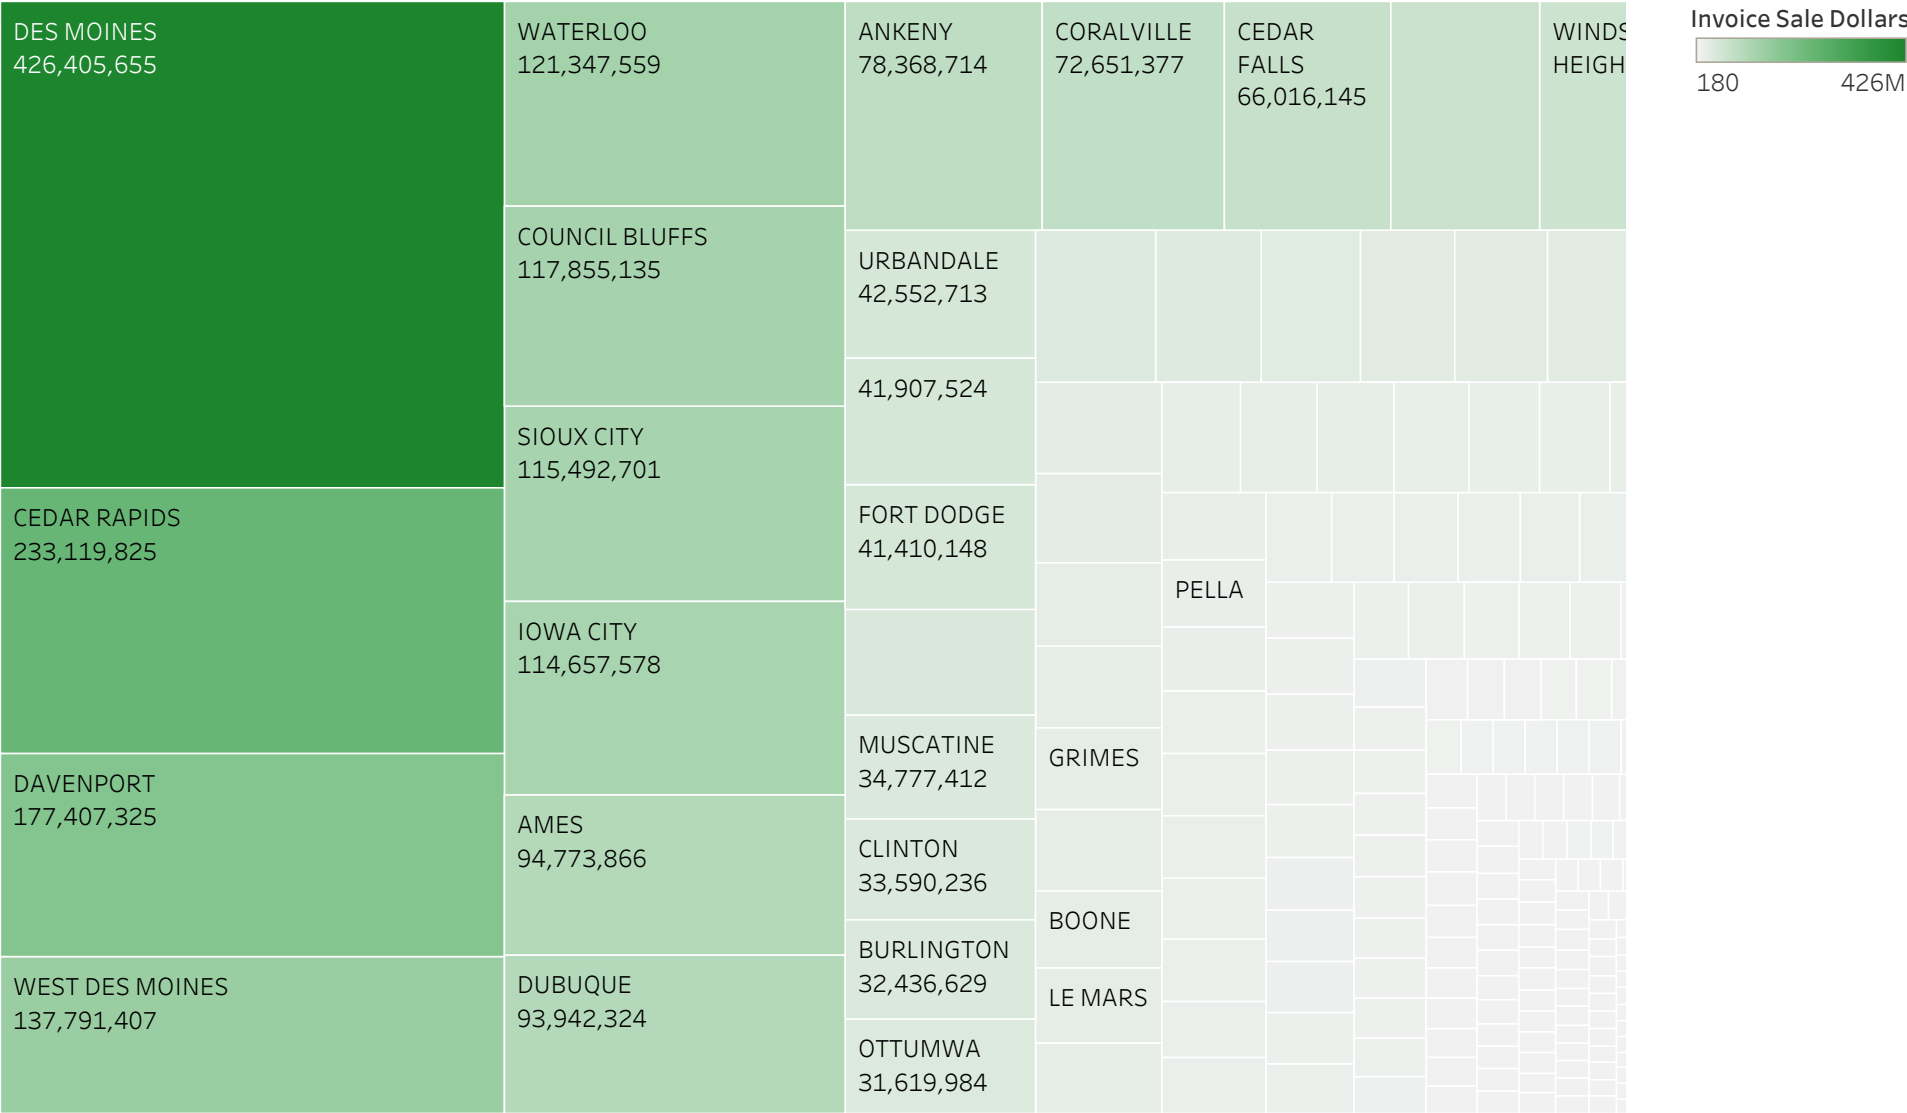 DES MOINES
426,405,655
CEDAR RAPIDS
233,119,825
DAVENPORT
177,407,325
WEST DES MOINES
137,791,407
WATERLOO
121,347,559
COUNCIL BLUFFS
117,855,135
SIOUX CITY
115,492,701
IOWA CITY
114,657,578
AMES
94,773,866
DUBUQUE
93,942,324
ANKENY
78,368,714
CORALVILLE
72,651,377
CEDAR
FALLS
66,016,145
WINDS
HEIGH
URBANDALE
42,552,713
41,907,524
FORT DODGE
41,410,148
MUSCATINE
34,777,412
CLINTON
33,590,236
BURLINGTON
32,436,629
OTTUMWA
31,619,984
GRIMES
BOONE
LE MARS
PELLA
Invoice Sale Dollars
180 426M